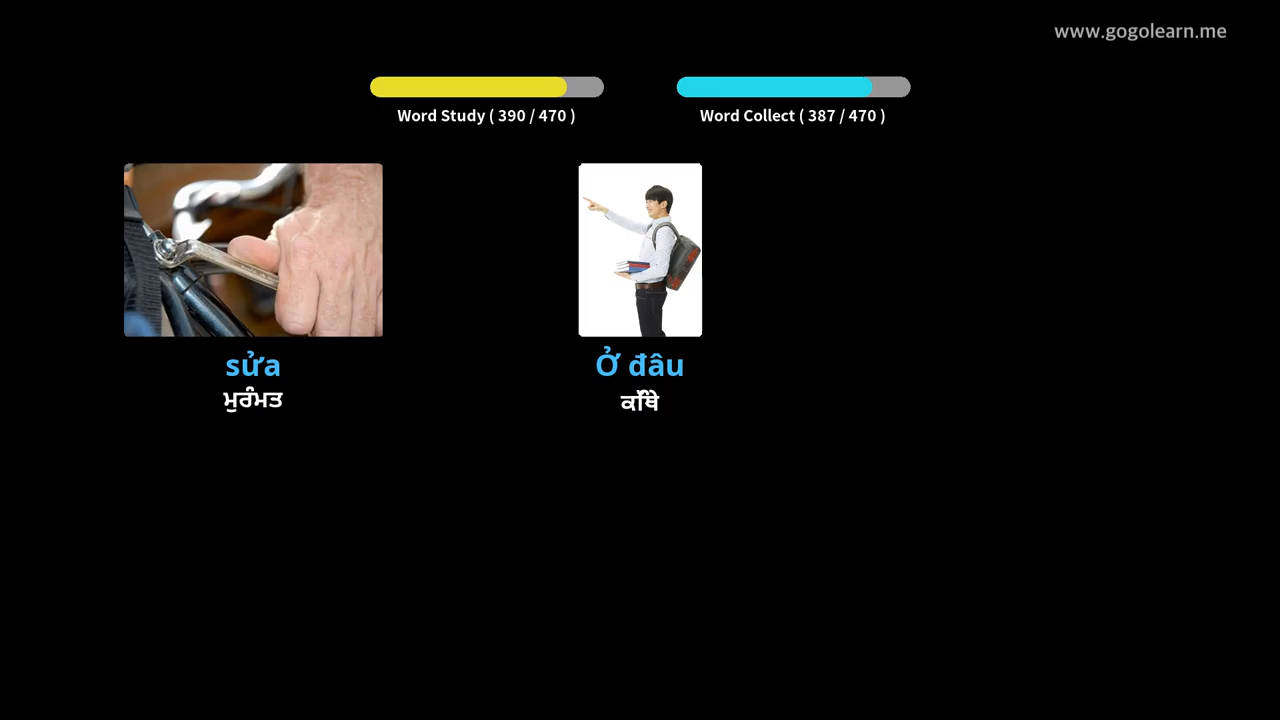 www.gogolearn.me
Word Study ( 390 / 470 )
Word Collect ( 387 / 470 )
sửa
ਮੁਰੰਮਤ
Ở đâu